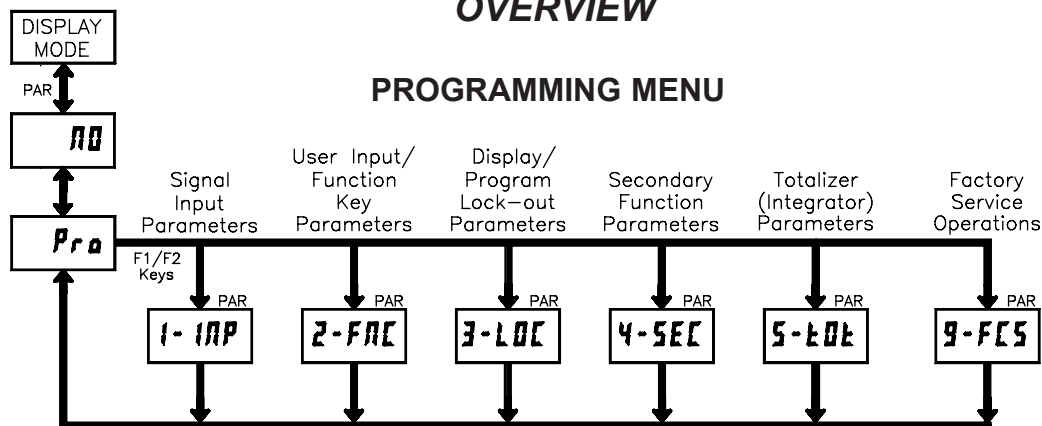 OVERVIEW
DISPLAY
MODE
PAR
PROGRAMMING MENU
NO
Pro
F1/F2
Keys
Signal
Input
Parameters
User Input/
Function
Key
Parameters
Display/
Program
Lock-out
Parameters
Secondary
Function
Parameters
Totalizer
(Integrator)
Parameters
Factory
Service
Operations
PAR
1-INP
PAR
2-FNC
PAR
3-LOC
PAR
4-SEC
PAR
5-tOt
PAR
9-FCS